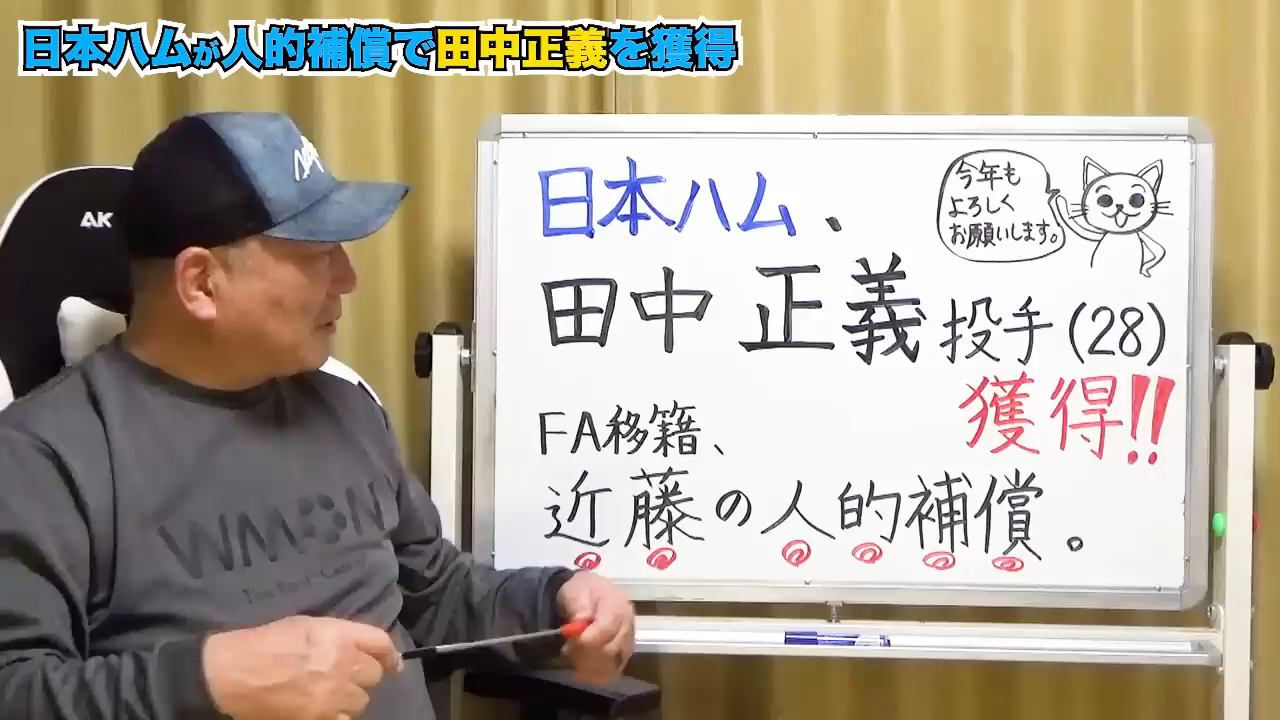 日本ハムが人的補償で田中正義を獲得
AK
日本ハム、
今年も
よろしく
お願いします。
田中 正義 投手(28)
獲得!!
FA移籍、
近藤の人的補償。
WMONY